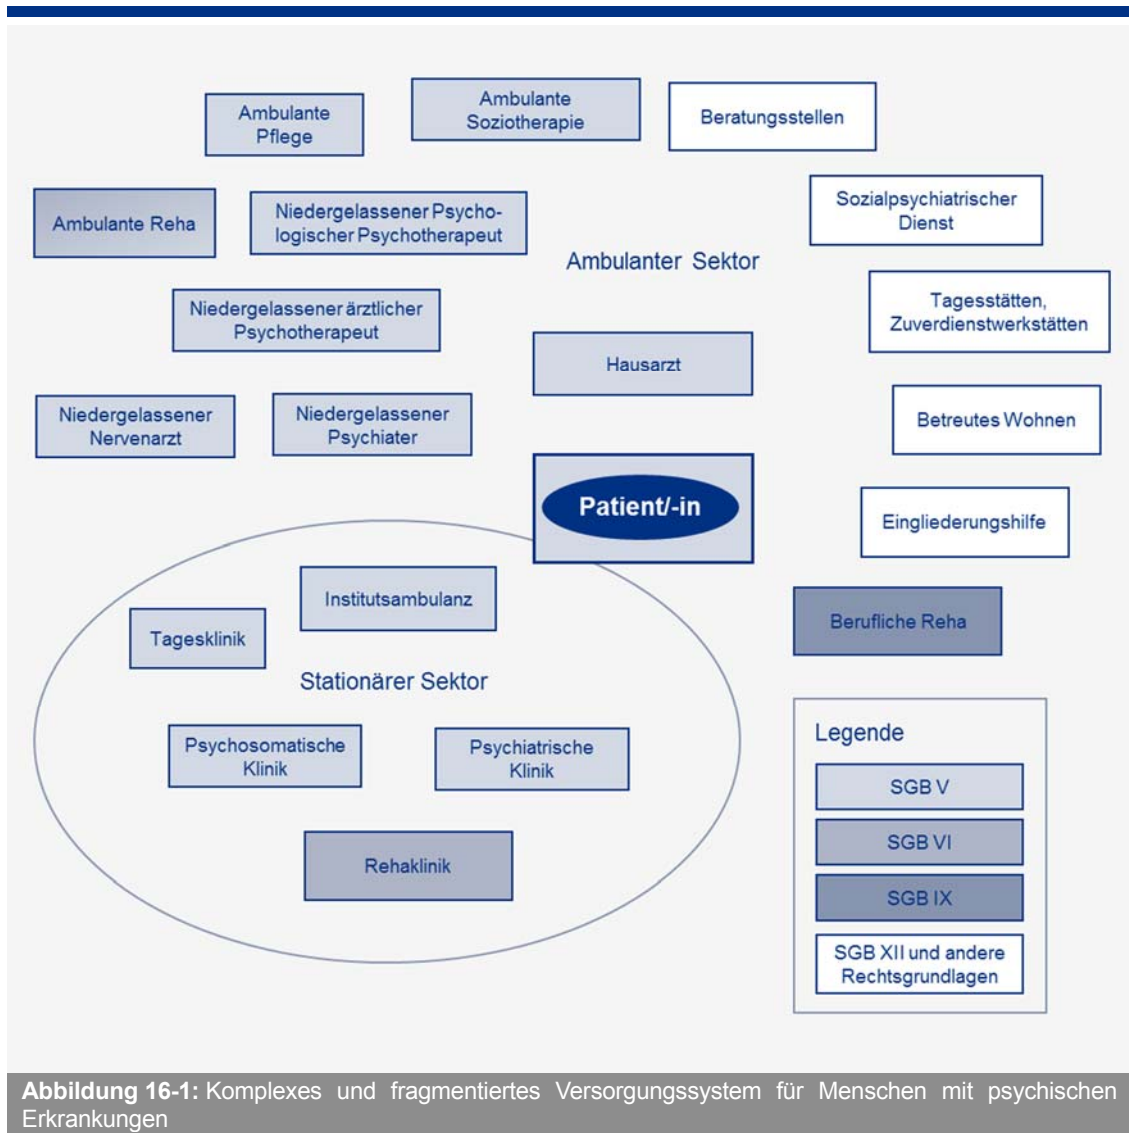 Ambulante
Pflege
Ambulante
Soziotherapie
Beratungsstellen
Ambulante Reha
Niedergelassener Psycho-
logischer Psychotherapeut
Sozialpsychiatrischer
Dienst
Ambulanter Sektor
Niedergelassener ärztlicher
Psychotherapeut
Tagesstätten,
Zuverdienstwerkstätten
Hausarzt
Niedergelassener
Nervenarzt
Niedergelassener
Psychiater
Betreutes Wohnen
Patient/-in
Eingliederungshilfe
Institutsambulanz
Tagesklinik
Berufliche Reha
Stationärer Sektor
Psychosomatische
Klinik
Psychiatrische
Klinik
Rehaklinik
Legende
SGB V
SGB VI
SGB IX
SGB XII und andere
Rechtsgrundlagen
Abbildung 16-1: Komplexes und fragmentiertes Versorgungssystem für Menschen mit psychischen
Erkrankungen